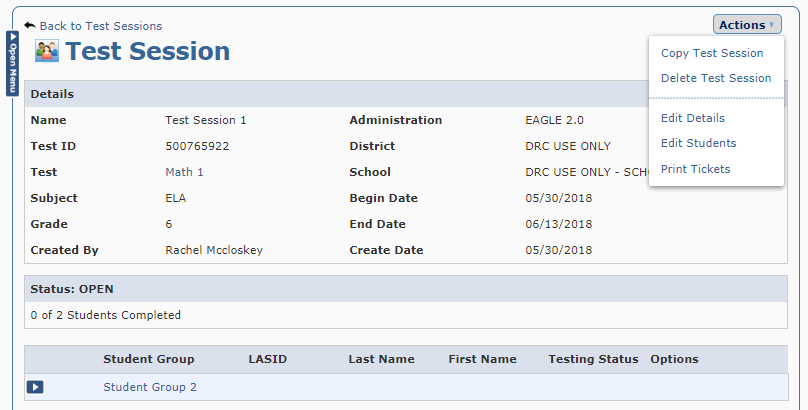 Back to Test Sessions
Actions
Test Session
Open Menu
Copy Test Session
Delete Test Session
Edit Details
Edit Students
Print Tickets
Details
Name Test Session 1 Administration EAGLE 2.0
Test ID 500765922 District DRC USE ONLY
Test Math 1 School DRC USE ONLY - SCH
Subject ELA Begin Date 05/30/2018
Grade 6 End Date 06/13/2018
Created By Rachel Mccloskey Create Date 05/30/2018
Status: OPEN
0 of 2 Students Completed
Student Group LASID Last Name First Name Testing Status Options
Student Group 2